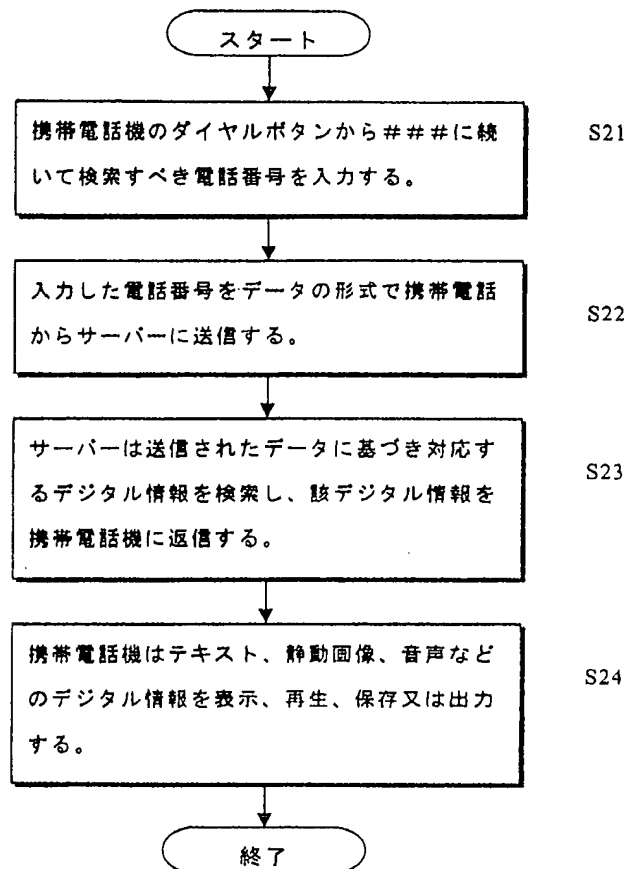 スタート
携帯電話機のダイヤルボタンから###に続
いて検索すべき電話番号を入力する。
S21
入力した電話番号をデータの形式で携帯電話
からサーバーに送信する。
S22
サーバーは送信されたデータに基づき対応す
るデジタル情報を検索し、該デジタル情報を
携帯電話機に返信する。
S23
携帯電話機はテキスト、静動画像、音声など
のデジタル情報を表示、再生、保存又は出力
する。
S24
終了